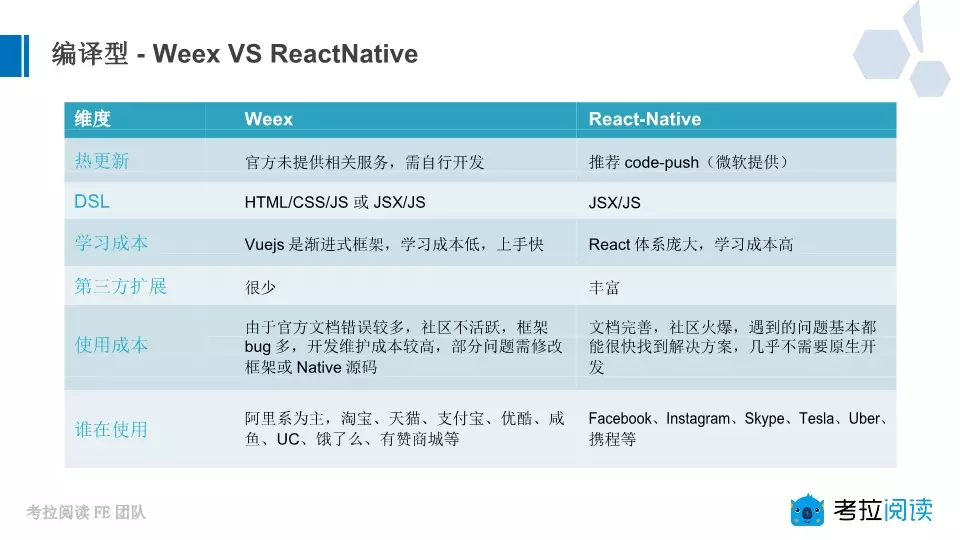 编译型 - Weex VS ReactNative
维度 Weex React-Native
热更新 官方未提供相关服务，需自行开发 推荐 code-push（微软提供）
DSL HTML/CSS/JS 或 JSX/JS JSX/JS
学习成本 Vuejs 是渐进式框架，学习成本低，上手快 React 体系庞大，学习成本高
第三方扩展 很少 丰富
使用成本
由于官方文档错误较多，社区不活跃，框架
bug 多，开发维护成本较高，部分问题需修改
框架或 Native 源码
文档完善，社区火爆，遇到的问题基本都
能很快找到解决方案，几乎不需要原生开
发
谁在使用
阿里系为主，淘宝、天猫、支付宝、优酷、咸
鱼、UC、饿了么、有赞商城等
Facebook、Instagram、Skype、Tesla、Uber、
携程等
考拉阅读 FE 团队
考拉阅读